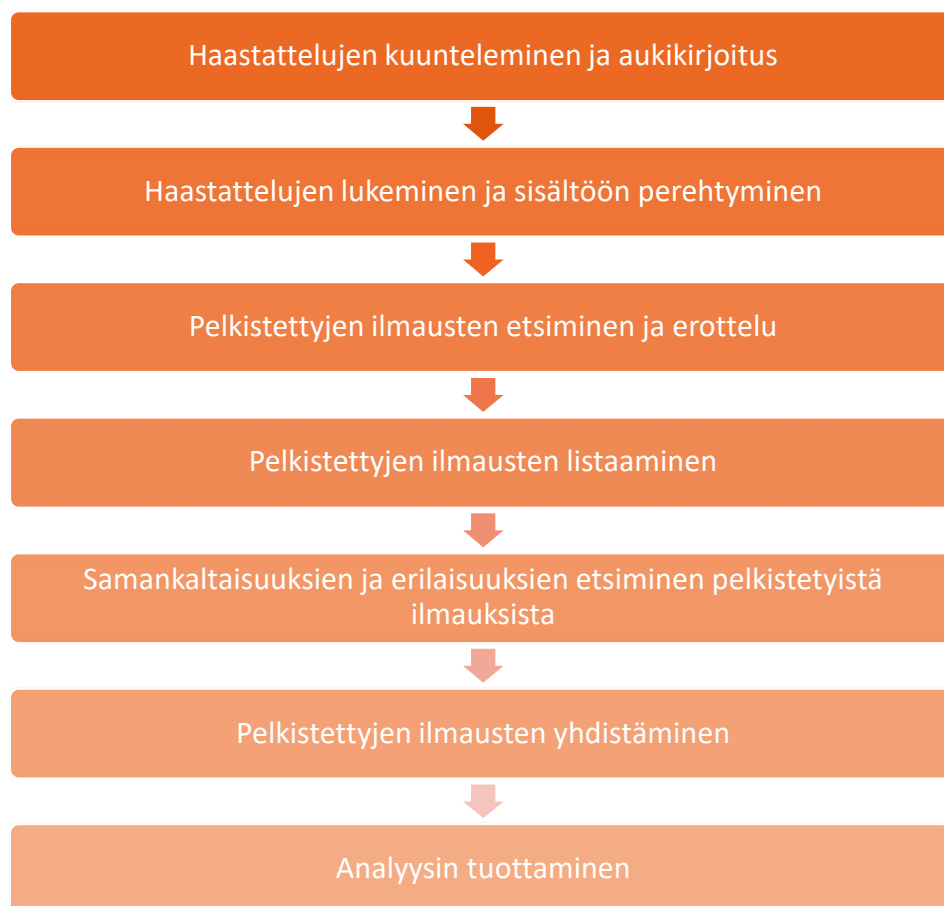 Haastattelujen kuunteleminen ja aukikirjoitus
Haastattelujen lukeminen ja sisältöön perehtyminen
Pelkistettyjen ilmausten etsiminen ja erottelu
Pelkistettyjen ilmausten listaaminen
Samankaltaisuuksien ja erilaisuuksien etsiminen pelkistetyistä
ilmauksista
Pelkistettyjen ilmausten yhdistäminen
Analyysin tuottaminen